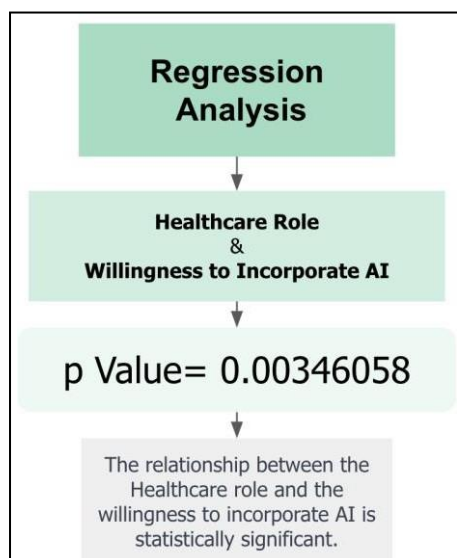 Regression
Analysis
Healthcare Role
&
Willingness to Incorporate AI
p Value= 0.00346058
The relationship between the
Healthcare role and the
willingness to incorporate AI is
statistically significant.